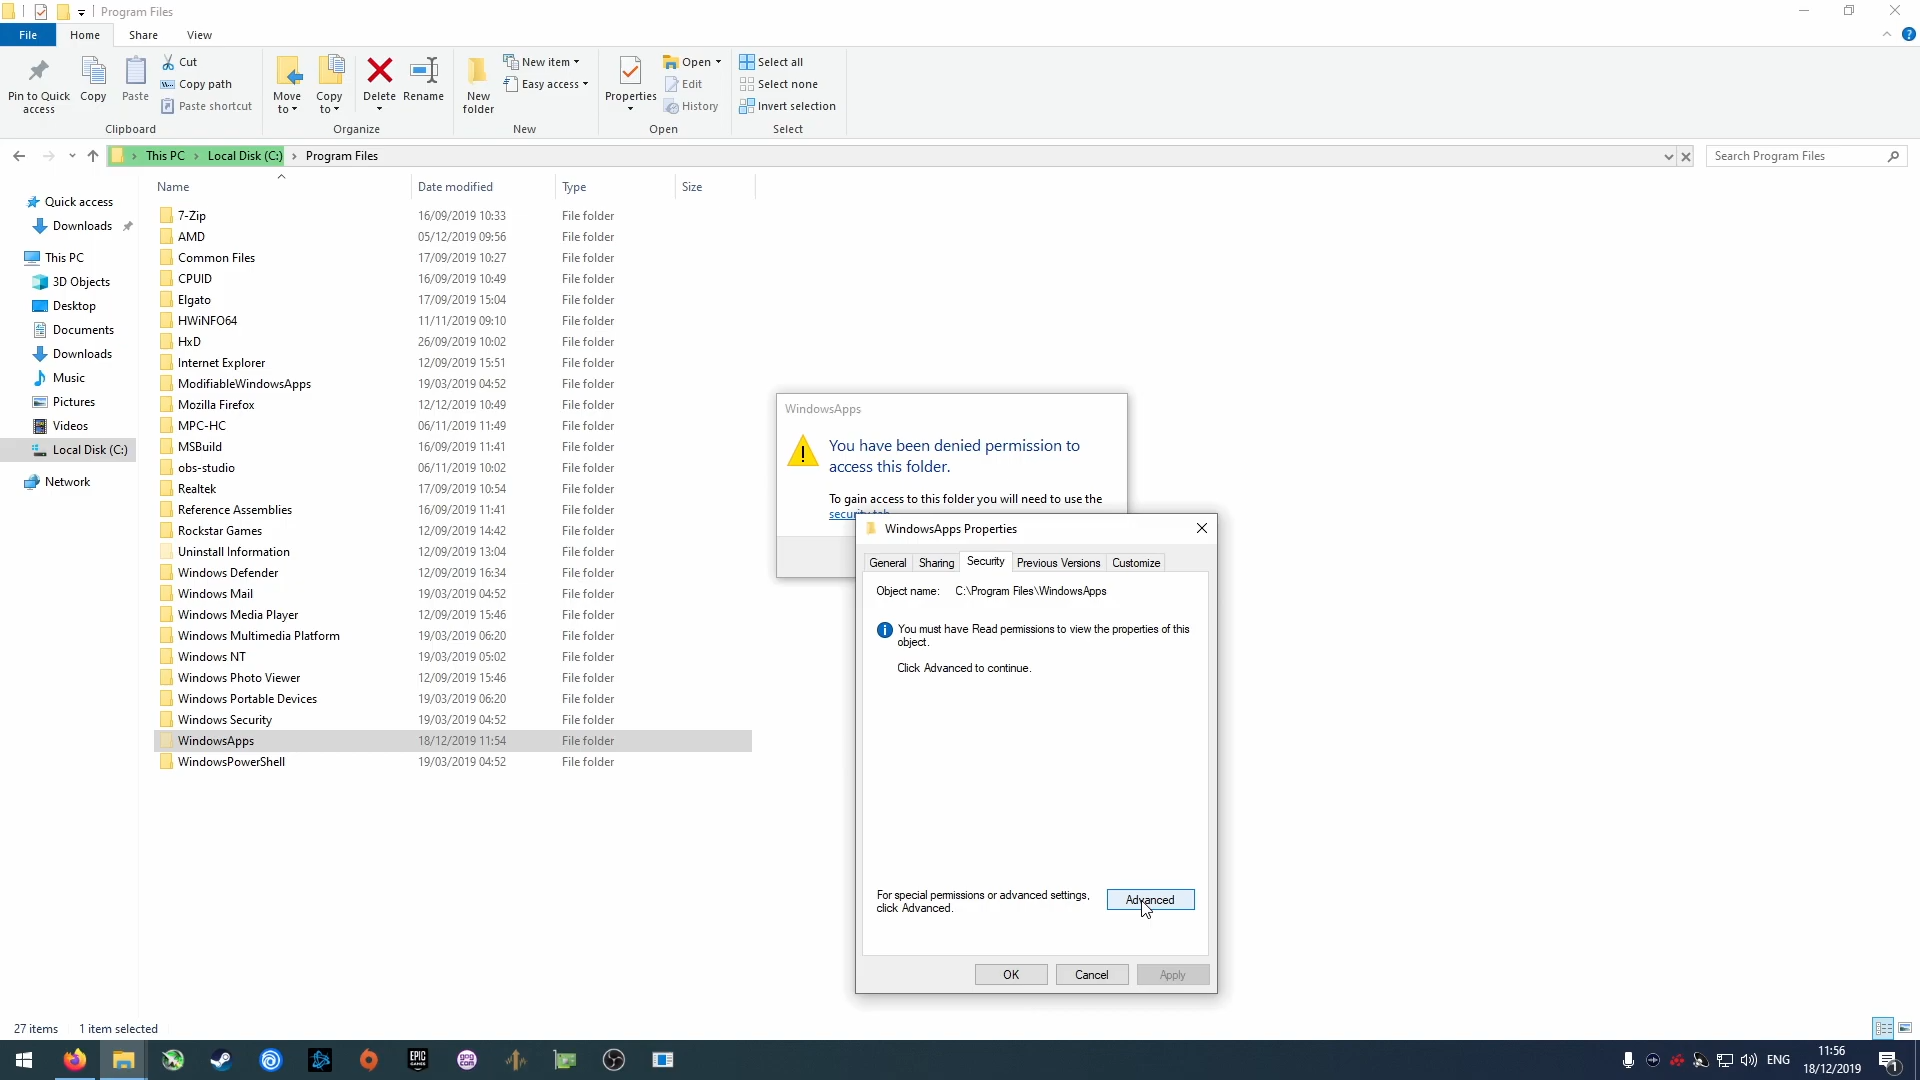 Program Files
File
Home
Share
View
Pin to Quick access
Copy
Paste
Cut
Copy path
Paste shortcut
Clipboard
Move to
Copy to
Delete
Rename
Organize
New folder
New item
Easy access
New
Properties
Open
Edit
History
Open
Select all
Select none
Invert selection
Select
This PC
Local Disk (C:)
Program Files
Search Program Files
Name Date modified Type Size
Quick access
Downloads
This PC
3D Objects
Desktop
Documents
Downloads
Music
Pictures
Videos
Local Disk (C:)
Network
7-Zip 16/09/2019 10:33 File folder
AMD 05/12/2019 09:56 File folder
Common Files 17/09/2019 10:27 File folder
CPUID 16/09/2019 10:49 File folder
Elgato 17/09/2019 15:04 File folder
HWiNFO64 11/11/2019 09:10 File folder
HxD 26/09/2019 10:02 File folder
Internet Explorer 12/09/2019 15:51 File folder
ModifiableWindowsApps 19/03/2019 04:52 File folder
Mozilla Firefox 12/12/2019 10:49 File folder
MPC-HC 06/11/2019 11:49 File folder
MSBuild 16/09/2019 11:41 File folder
obs-studio 06/11/2019 10:02 File folder
Realtek 17/09/2019 10:54 File folder
Reference Assemblies 16/09/2019 11:41 File folder
Rockstar Games 12/09/2019 14:42 File folder
Uninstall Information 12/09/2019 13:04 File folder
Windows Defender 12/09/2019 16:34 File folder
Windows Mail 19/03/2019 04:52 File folder
Windows Media Player 12/09/2019 15:46 File folder
Windows Multimedia Platform 19/03/2019 06:20 File folder
Windows NT 19/03/2019 05:02 File folder
Windows Photo Viewer 12/09/2019 15:46 File folder
Windows Portable Devices 19/03/2019 06:20 File folder
Windows Security 19/03/2019 04:52 File folder
WindowsApps 18/12/2019 11:54 File folder
WindowsPowerShell 19/03/2019 04:52 File folder
WindowsApps
You have been denied permission to
access this folder.
To gain access to this folder you will need to use the
security tab
WindowsApps Properties
General Sharing Security Previous Versions Customize
Object name: C:\Program Files\WindowsApps
You must have Read permissions to view the properties of this
object.
Click Advanced to continue.
For special permissions or advanced settings,
click Advanced.
Advanced
OK Cancel Apply
27 items 1 item selected
EPIC GAMES
GOG COM
ENG
11:56
18/12/2019
1